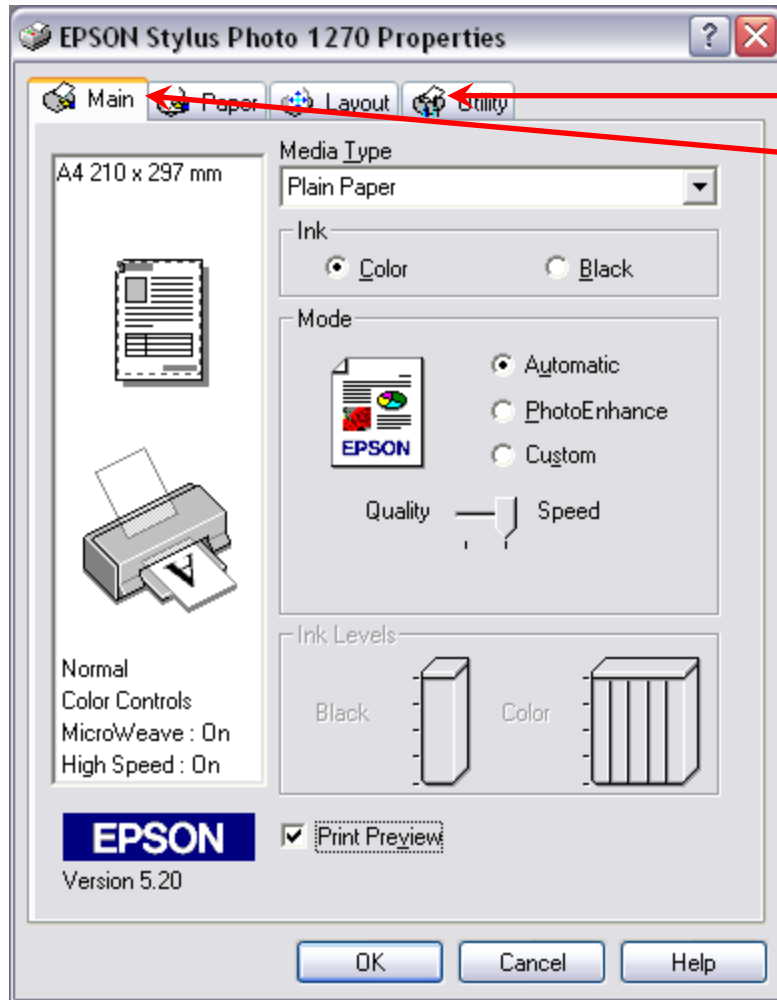 EPSON Stylus Photo 1270 Properties
Main Paper Layout Utility
A4 210 x 297 mm
Media Type
Plain Paper
Ink
Color Black
Mode
EPSON
Automatic
PhotoEnhance
Custom
Quality Speed
A
Normal
Color Controls
MicroWeave : On
High Speed : On
Ink Levels
Black Color
EPSON
Version 5.20
Print Preview
OK Cancel Help